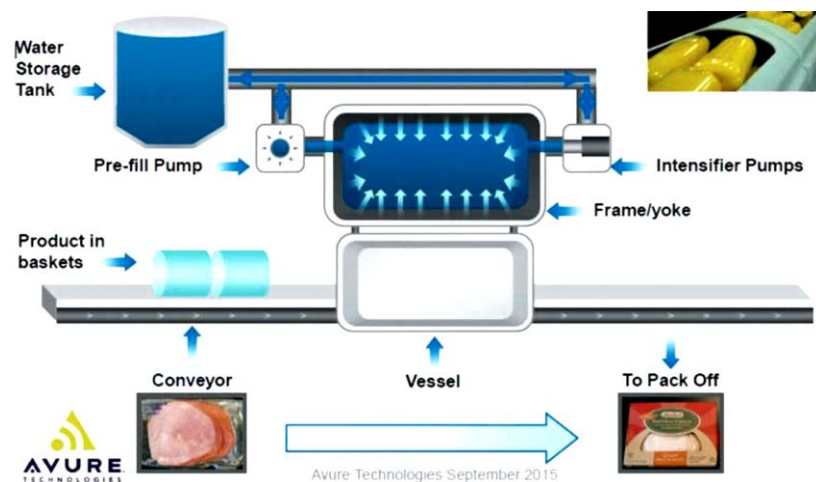 Water
Storage
Tank
Pre-fill Pump
Intensifier Pumps
Frame/yoke
Product in
baskets
Conveyor
Vessel
To Pack Off
AVURE
TECHNOLOGIES
Avure Technologies September 2015